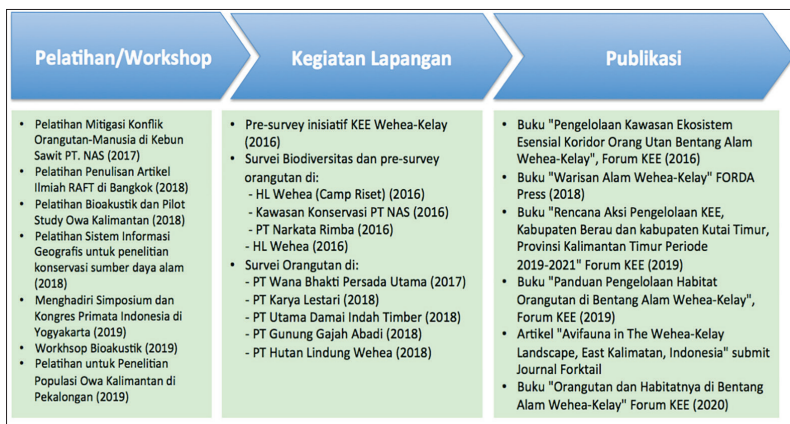 Pelatihan/Workshop
Kegiatan Lapangan
Publikasi
• Pelatihan Mitigasi Konflik
Orangutan-Manusia di Kebun
Sawit PT. NAS (2017)
• Pelatihan Penulisan Artikel
Ilmiah RAFT di Bangkok (2018)
• Pelatihan Bioakustik dan Pilot
Study Owa Kalimantan (2018)
• Pelatihan Sistem Informasi
Geografis untuk penelitian
konservasi sumber daya alam
(2018)
• Menghadiri Simposium dan
Kongres Primata Indonesia di
Yogyakarta (2019)
• Workhsop Bioakustik (2019)
• Pelatihan untuk Penelitian
Populasi Owa Kalimantan di
Pekalongan (2019)
• Pre-survey inisiatif KEE Wehea-Kelay
(2016)
• Survei Biodiversitas dan pre-survey
orangutan di:
- HL Wehea (Camp Riset) (2016)
- Kawasan Konservasi PT NAS (2016)
- PT Narkata Rimba (2016)
- HL Wehea (2016)
• Survei Orangutan di:
- PT Wana Bhakti Persada Utama (2017)
- PT Karya Lestari (2018)
- PT Utama Damai Indah Timber (2018)
- PT Gunung Gajah Abadi (2018)
- PT Hutan Lindung Wehea (2018)
• Buku "Pengelolaan Kawasan Ekosistem
Esensial Koridor Orang Utan Bentang Alam
Wehea-Kelay", Forum KEE (2016)
• Buku "Warisan Alam Wehea-Kelay" FORDA
Press (2018)
• Buku "Rencana Aksi Pengelolaan KEE,
Kabupaten Berau dan kabupaten Kutai Timur,
Provinsi Kalimantan Timur Periode
2019-2021" Forum KEE (2019)
• Buku "Panduan Pengelolaan Habitat
Orangutan di Bentang Alam Wehea-Kelay",
Forum KEE (2019)
• Artikel "Avifauna in The Wehea-Kelay
Landscape, East Kalimatan, Indonesia" submit
Journal Forktail
• Buku "Orangutan dan Habitatnya di Bentang
Alam Wehea-Kelay" Forum KEE (2020)